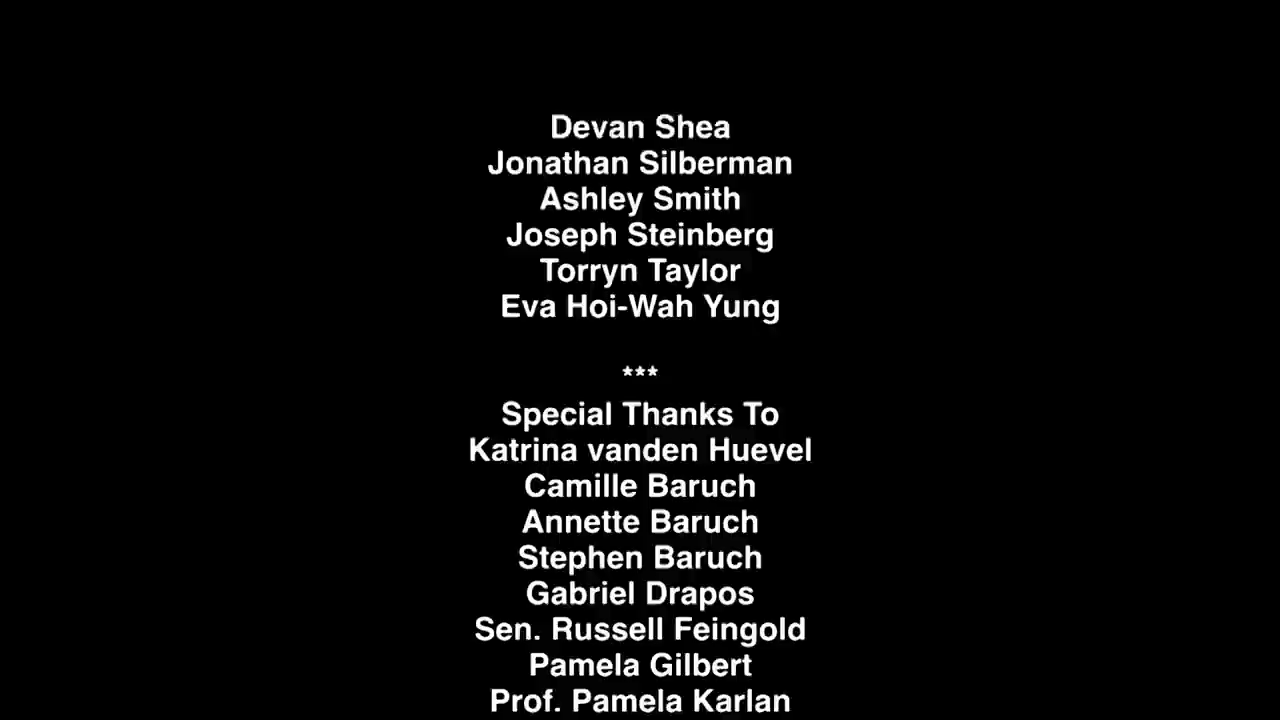 Devan Shea
Jonathan Silberman
Ashley Smith
Joseph Steinberg
Torryn Taylor
Eva Hoi-Wah Yung
***
Special Thanks To
Katrina vanden Huevel
Camille Baruch
Annette Baruch
Stephen Baruch
Gabriel Drapos
Sen. Russell Feingold
Pamela Gilbert
Prof. Pamela Karlan